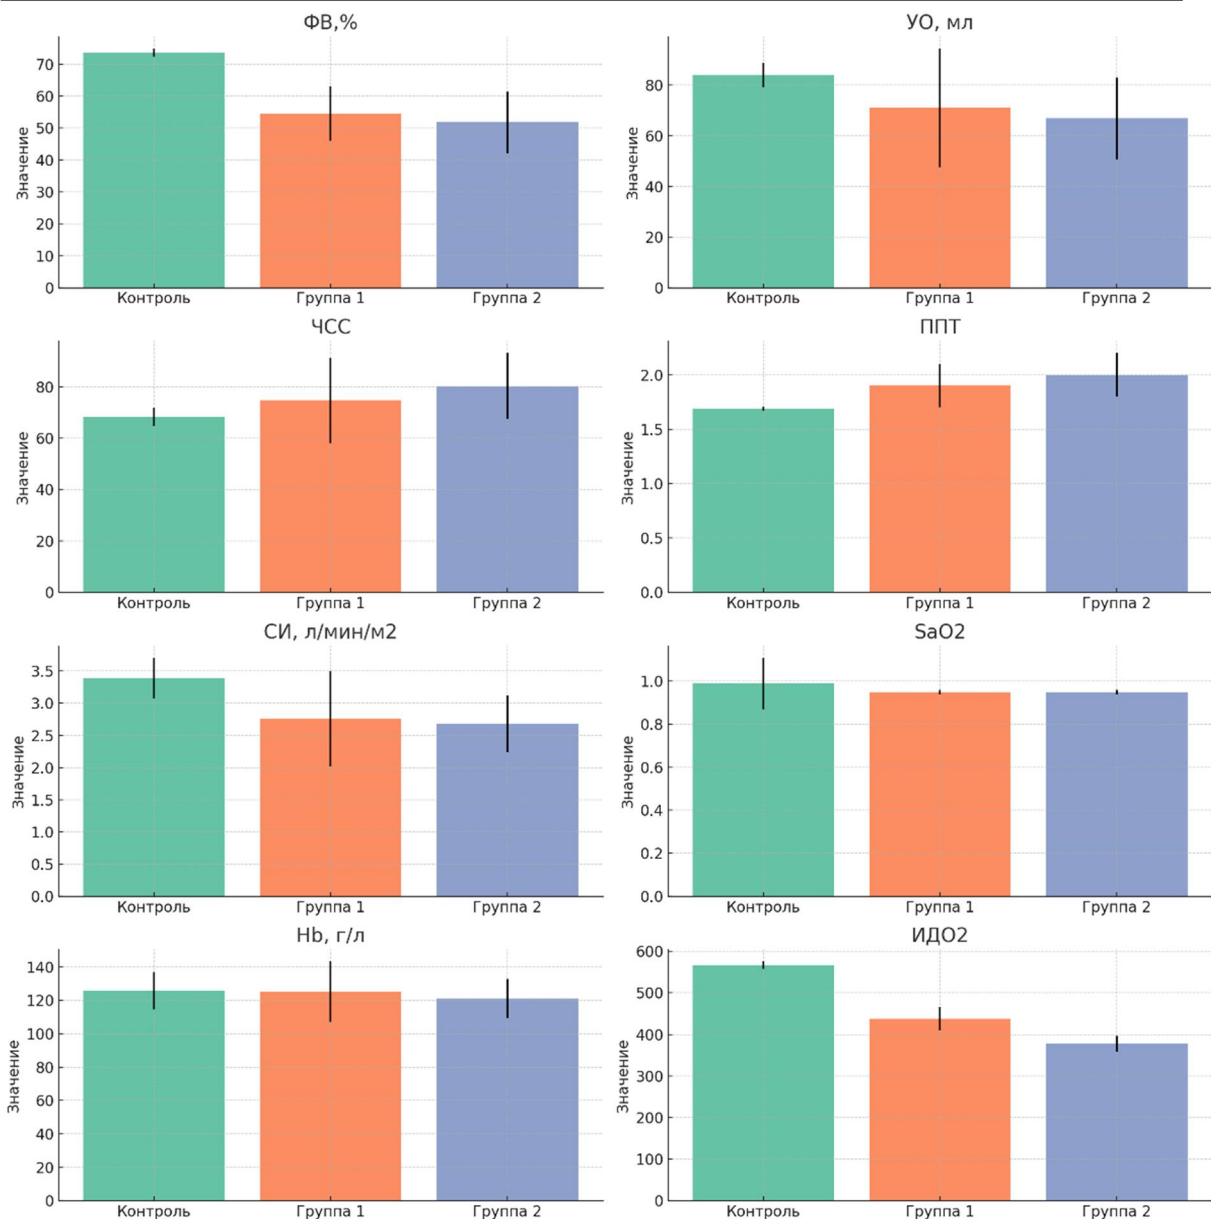 ФВ,%
Значение
70
60
50
40
30
20
10
0
Контроль Группа 1 Группа 2
УО, мл
Значение
80
60
40
20
0
Контроль Группа 1 Группа 2
ЧСС
Значение
80
60
40
20
0
Контроль Группа 1 Группа 2
ППТ
Значение
2.0
1.5
1.0
0.5
0.0
Контроль Группа 1 Группа 2
СИ, л/мин/м2
Значение
3.5
3.0
2.5
2.0
1.5
1.0
0.5
0.0
Контроль Группа 1 Группа 2
SaO2
Значение
1.0
0.8
0.6
0.4
0.2
0.0
Контроль Группа 1 Группа 2
Hb, г/л
Значение
140
120
100
80
60
40
20
0
Контроль Группа 1 Группа 2
ИДО2
Значение
600
500
400
300
200
100
0
Контроль Группа 1 Группа 2